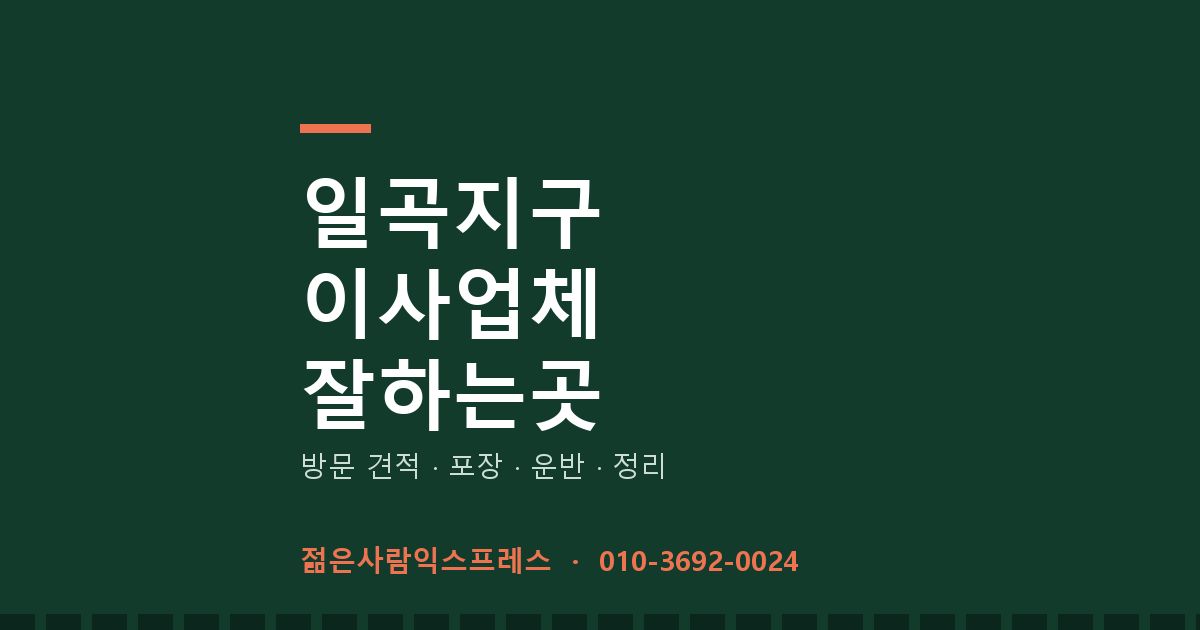 일곡지구
이사업체
잘하는곳
방문 견적 · 포장 · 운반 · 정리
젊은사람익스프레스 · 010-3692-0024